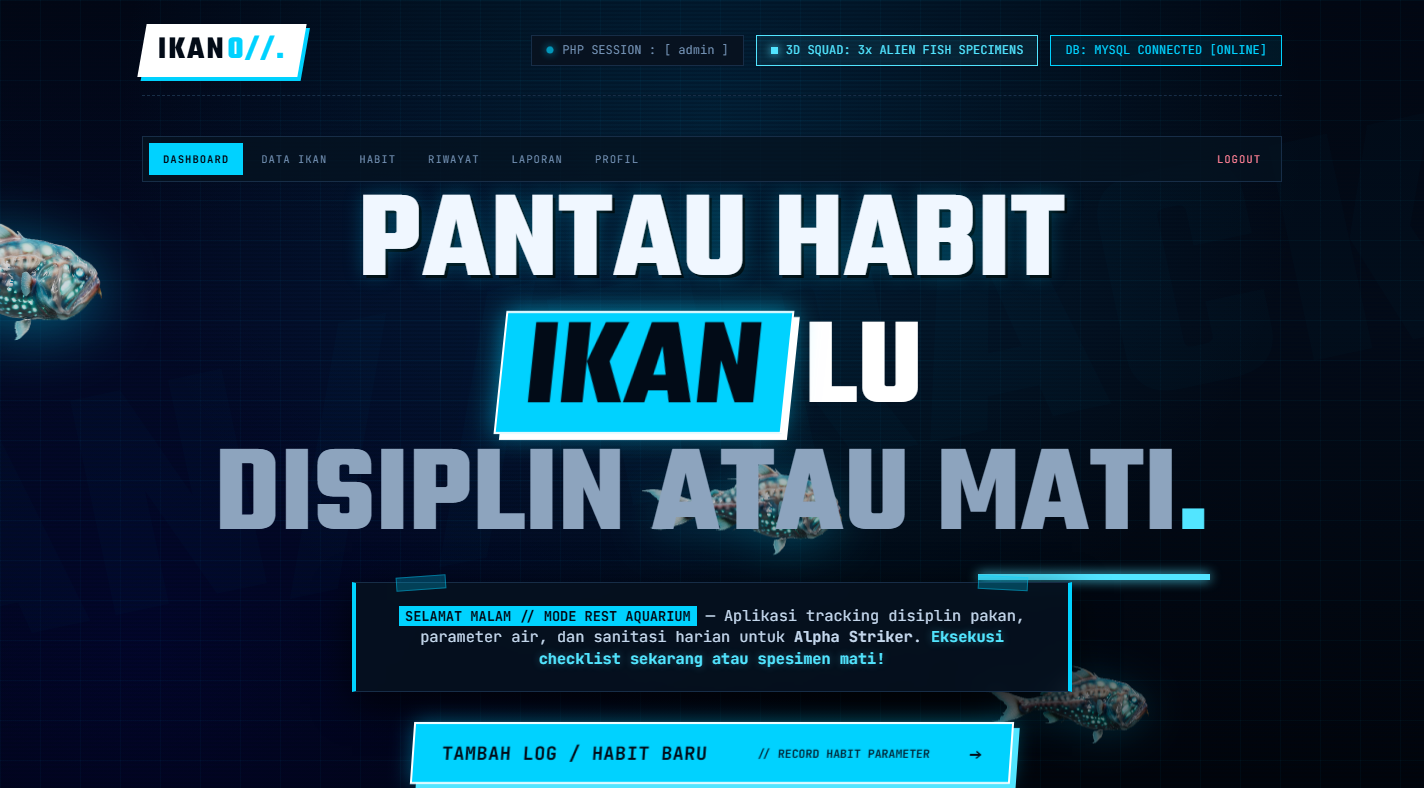 IKANO//.
PHP SESSION : [ admin ]
3D SQUAD: 3x ALIEN FISH SPECIMENS
DB: MYSQL CONNECTED [ONLINE]
DASHBOARD
DATA IKAN
HABIT
RIWAYAT
LAPORAN
PROFIL
LOGOUT
PANTAU HABIT
IKAN LU
DISIPLIN ATAU MATI.
SELAMAT MALAM // MODE REST AQUARIUM — Aplikasi tracking disiplin pakan,
parameter air, dan sanitasi harian untuk Alpha Striker. Eksekusi
checklist sekarang atau spesimen mati!
TAMBAH LOG / HABIT BARU // RECORD HABIT PARAMETER →